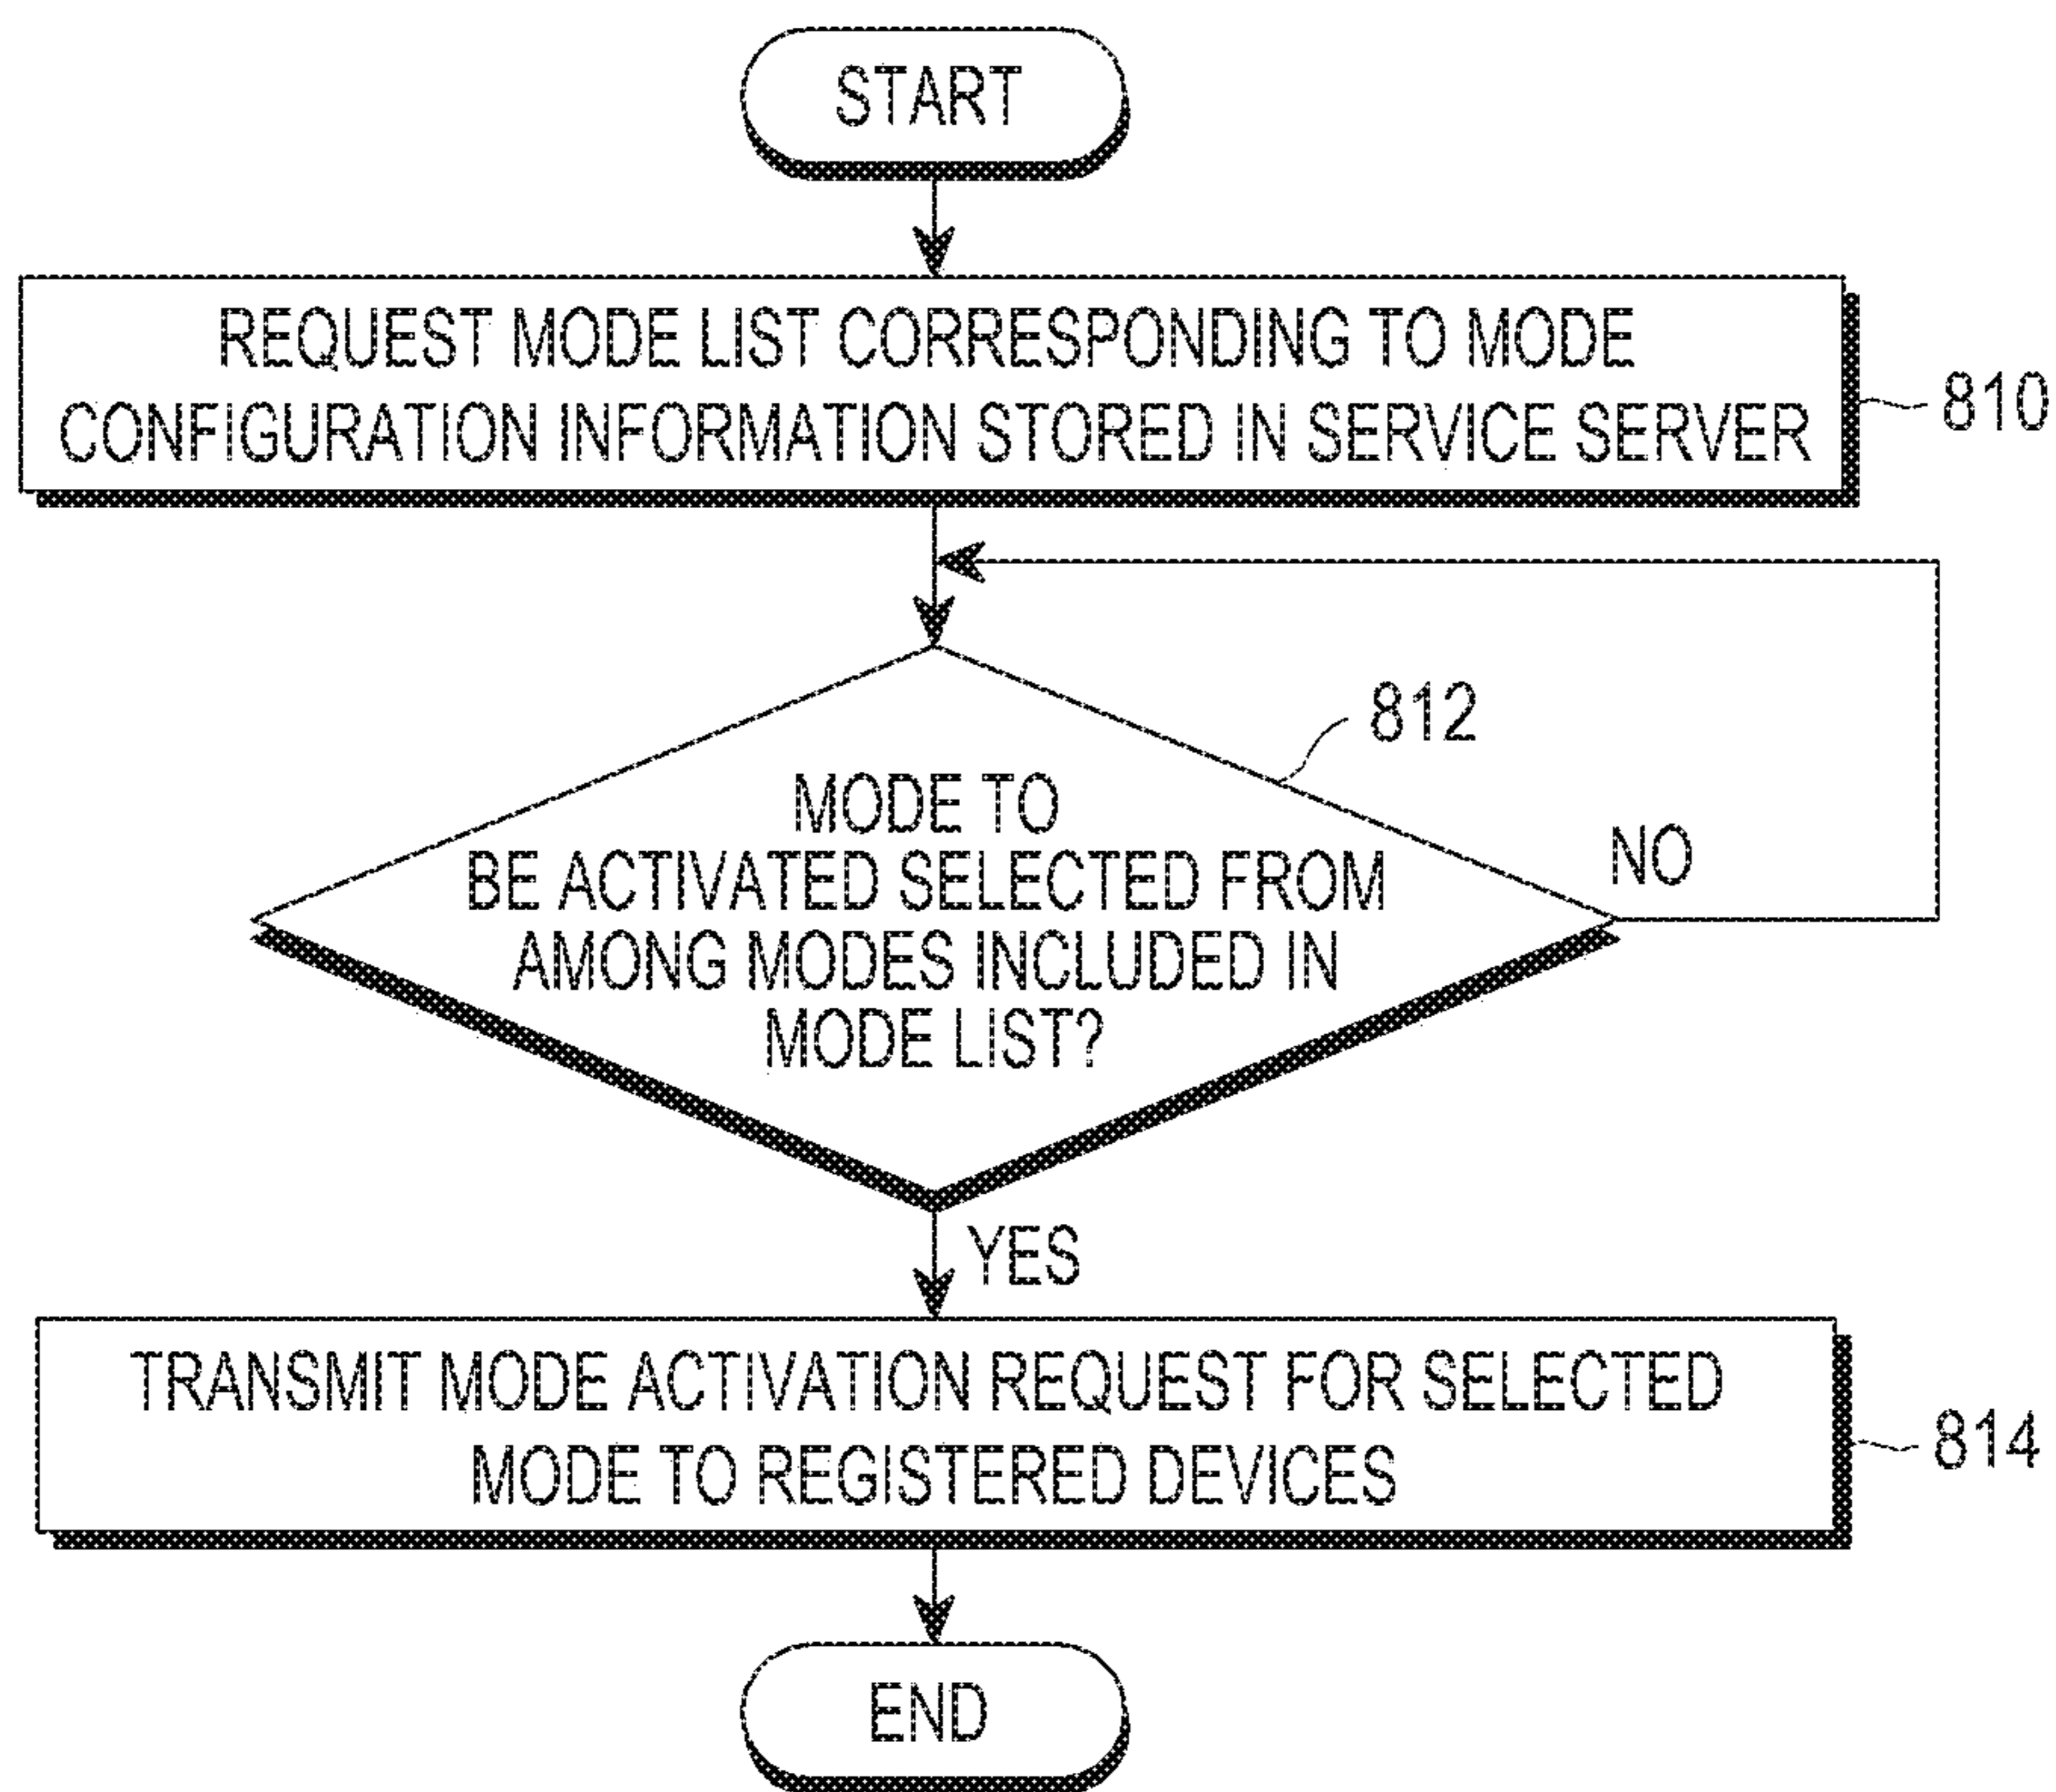 START
REQUEST MODE LIST CORRESPONDING TO MODE
CONFIGURATION INFORMATION STORED IN SERVICE SERVER
810
812
MODE TO
BE ACTIVATED SELECTED FROM
AMONG MODES INCLUDED IN
MODE LIST?
NO
YES
TRANSMIT MODE ACTIVATION REQUEST FOR SELECTED
MODE TO REGISTERED DEVICES
814
END